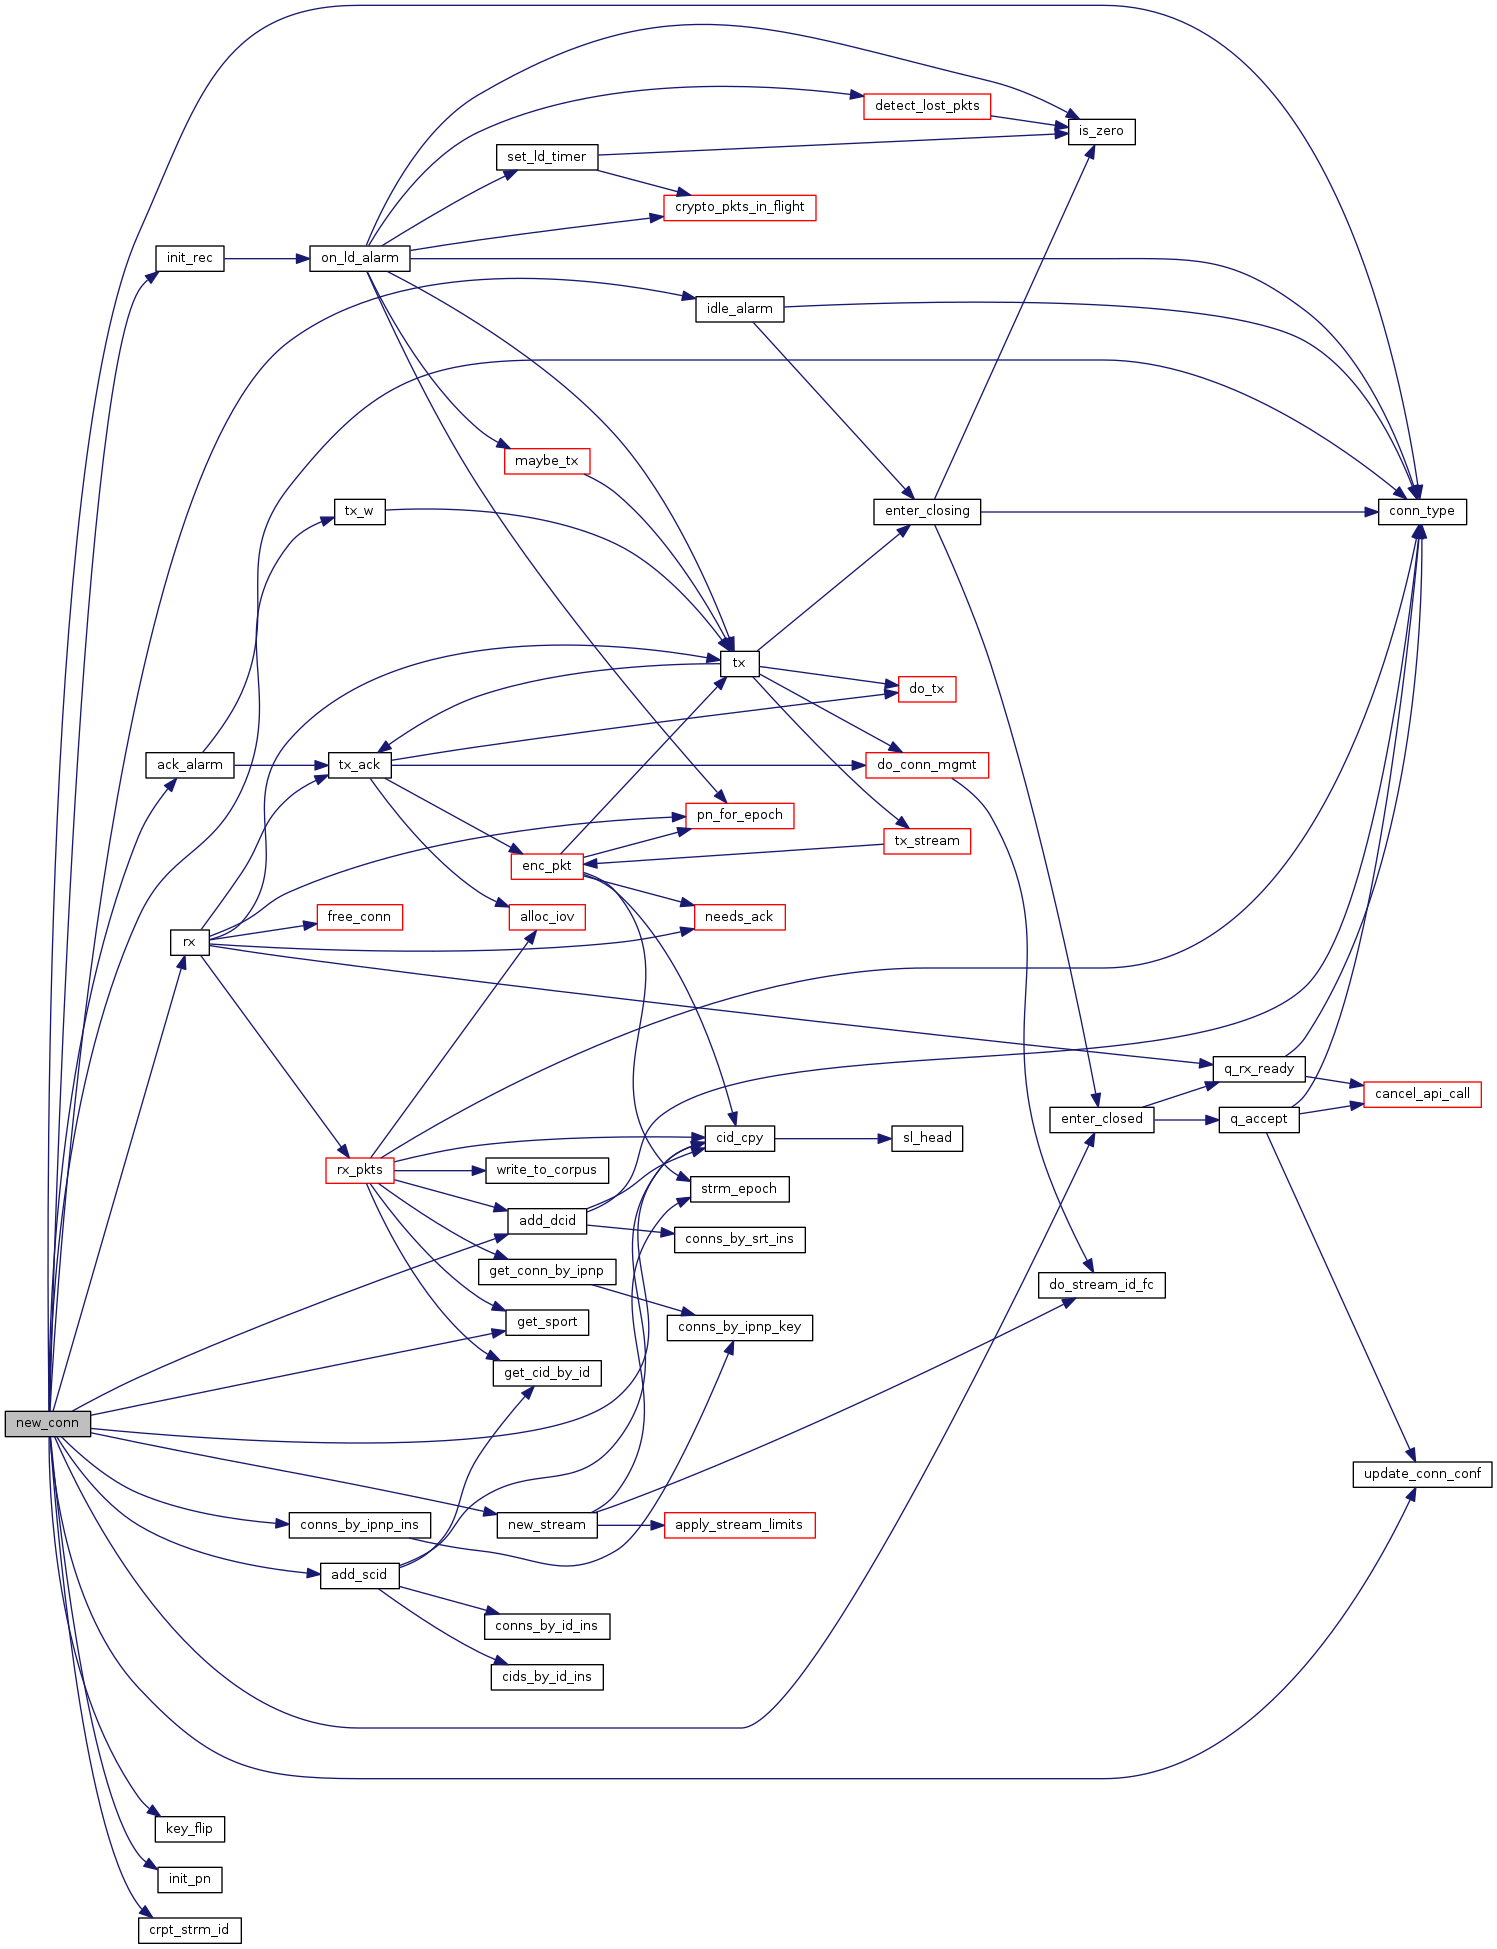 detect_lost_pkts
is_zero
set_ld_timer
crypto_pkts_in_flight
init_rec
on_ld_alarm
idle_alarm
maybe_tx
tx_w
enter_closing
conn_type
tx
do_tx
ack_alarm
tx_ack
do_conn_mgmt
pn_for_epoch
tx_stream
enc_pkt
free_conn
alloc_iov
needs_ack
rx
q_rx_ready
cancel_api_call
enter_closed
q_accept
cid_cpy
sl_head
rx_pkts
write_to_corpus
strm_epoch
add_dcid
conns_by_srt_ins
get_conn_by_ipnp
do_stream_id_fc
get_sport
conns_by_ipnp_key
get_cid_by_id
new_conn
update_conn_conf
conns_by_ipnp_ins
new_stream
apply_stream_limits
add_scid
conns_by_id_ins
cids_by_id_ins
key_flip
init_pn
crpt_strm_id